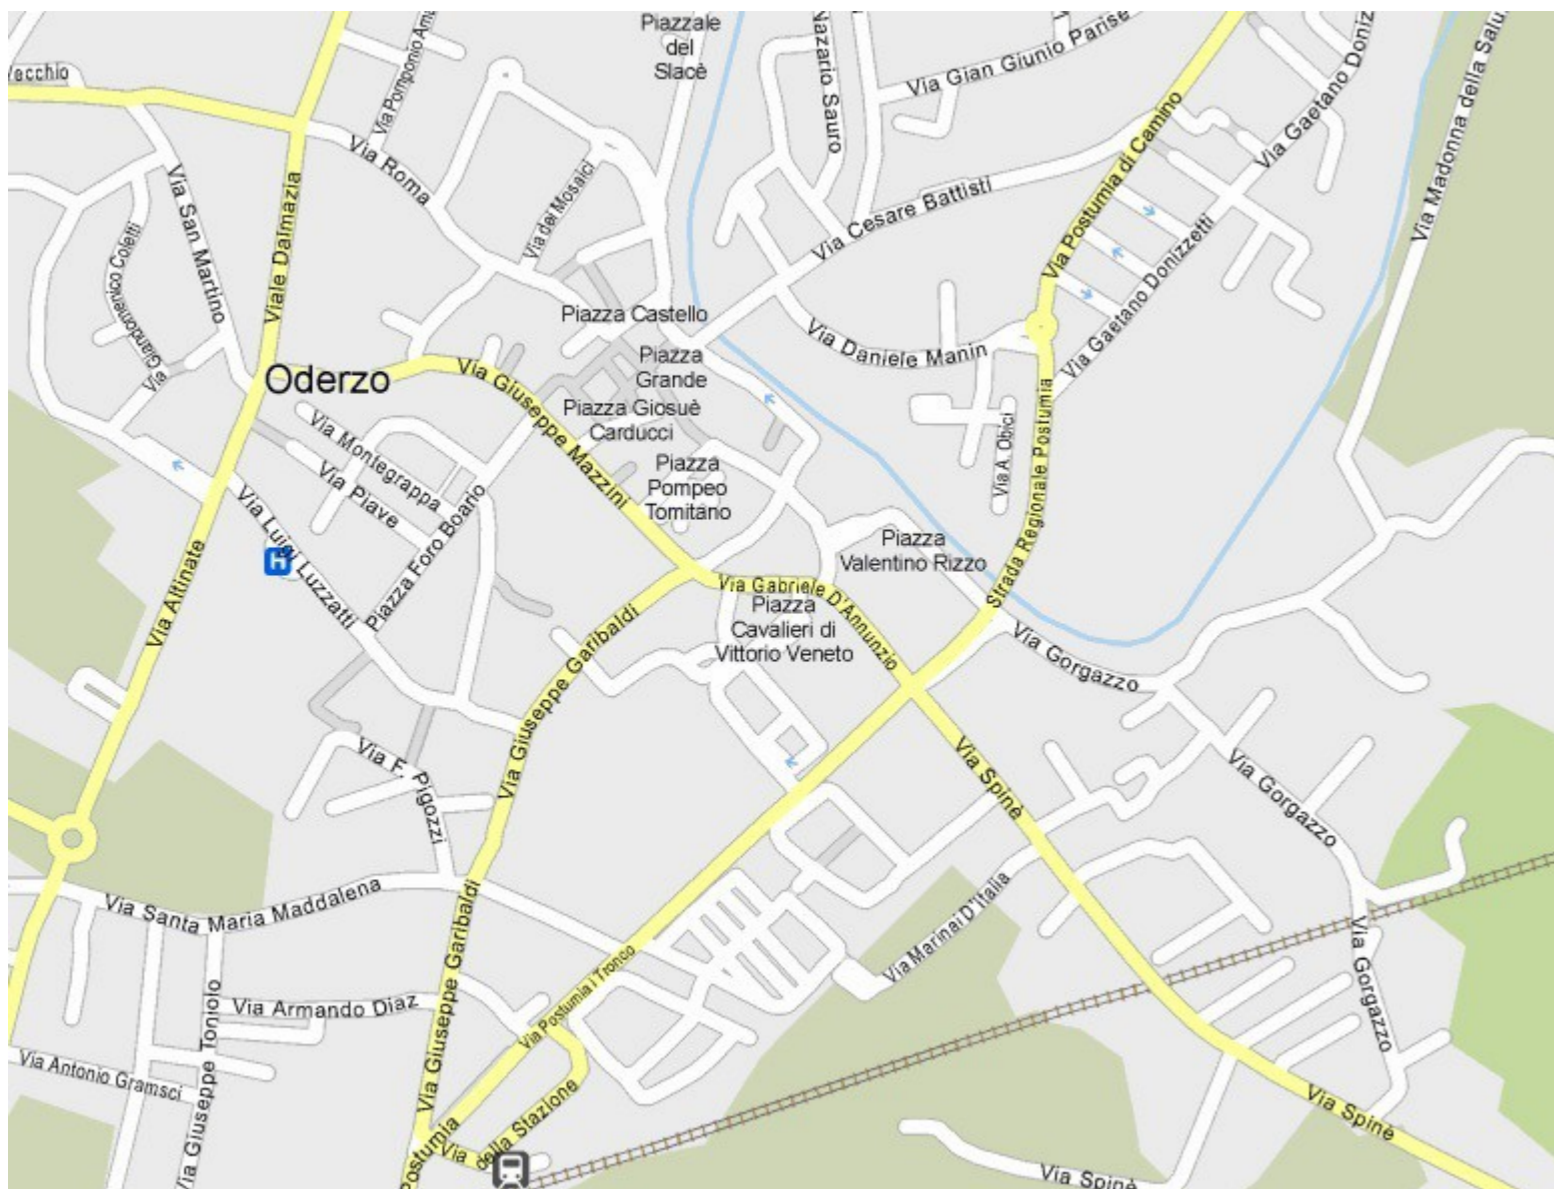 Piazzale
del
Slacè
Nazario Sauro
Via Gian Giunio Parise
Via Gaetano Doniz
Via Madonna della Salu
Vecchio
Via Pomponio Ama
Via Roma
Via dei Mosaici
Via San Martino
Viale Dalmazia
Via Giandomenico Coletti
Via Cesare Battisti
Via Postumia di Camino
Via Gaetano Donizzetti
Piazza Castello
Via Daniele Manin
Piazza
Grande
Oderzo
Via Giuseppe Mazzini
Piazza Giosuè
Carducci
Via Montegrappa
Via Piave
Piazza
Pompeo
Tomitano
Via A. Obici
Strada Regionale Postumia
Via Luigi Luzzatti
H
Piazza Foro Boario
Via Altinate
Piazza
Valentino Rizzo
Via Gabriele D'Annunzio
Piazza
Cavalieri di
Vittorio Veneto
Via Giuseppe Garibaldi
Via Gorgazzo
Via F. Pigozzi
Via Spinè
Via Gorgazzo
Via Santa Maria Maddalena
Via Giuseppe Garibaldi
Via Marinai D'Italia
Via Postumia I Tronco
Via Gorgazzo
Via Armando Diaz
Via Giuseppe Toniolo
Via Antonio Gramsci
Via della Stazione
Postumia
Via Spinè
Via Spinè